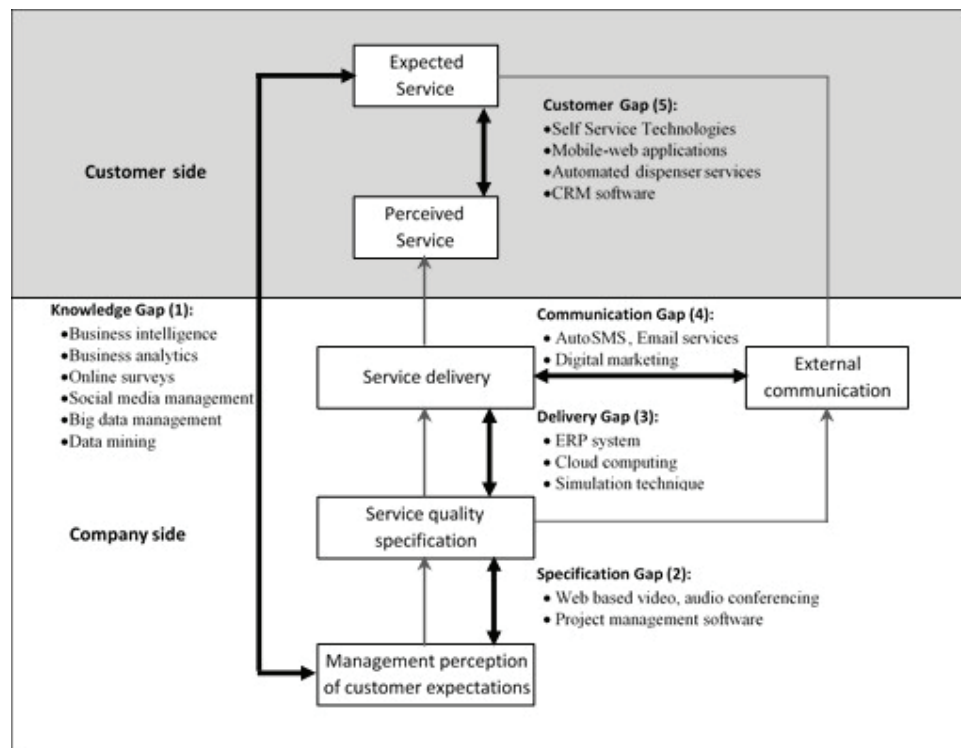 Expected
Service
Customer Gap (5):
•Self Service Technologies
•Mobile-web applications
•Automated dispenser services
•CRM software
Customer side
Perceived
Service
Knowledge Gap (1):
•Business intelligence
•Business analytics
•Online surveys
•Social media management
•Big data management
•Data mining
Communication Gap (4):
• AutoSMS, Email services
• Digital marketing
Service delivery
External
communication
Delivery Gap (3):
• ERP system
• Cloud computing
• Simulation technique
Service quality
specification
Company side
Specification Gap (2):
• Web based video, audio conferencing
• Project management software
Management perception
of customer expectations